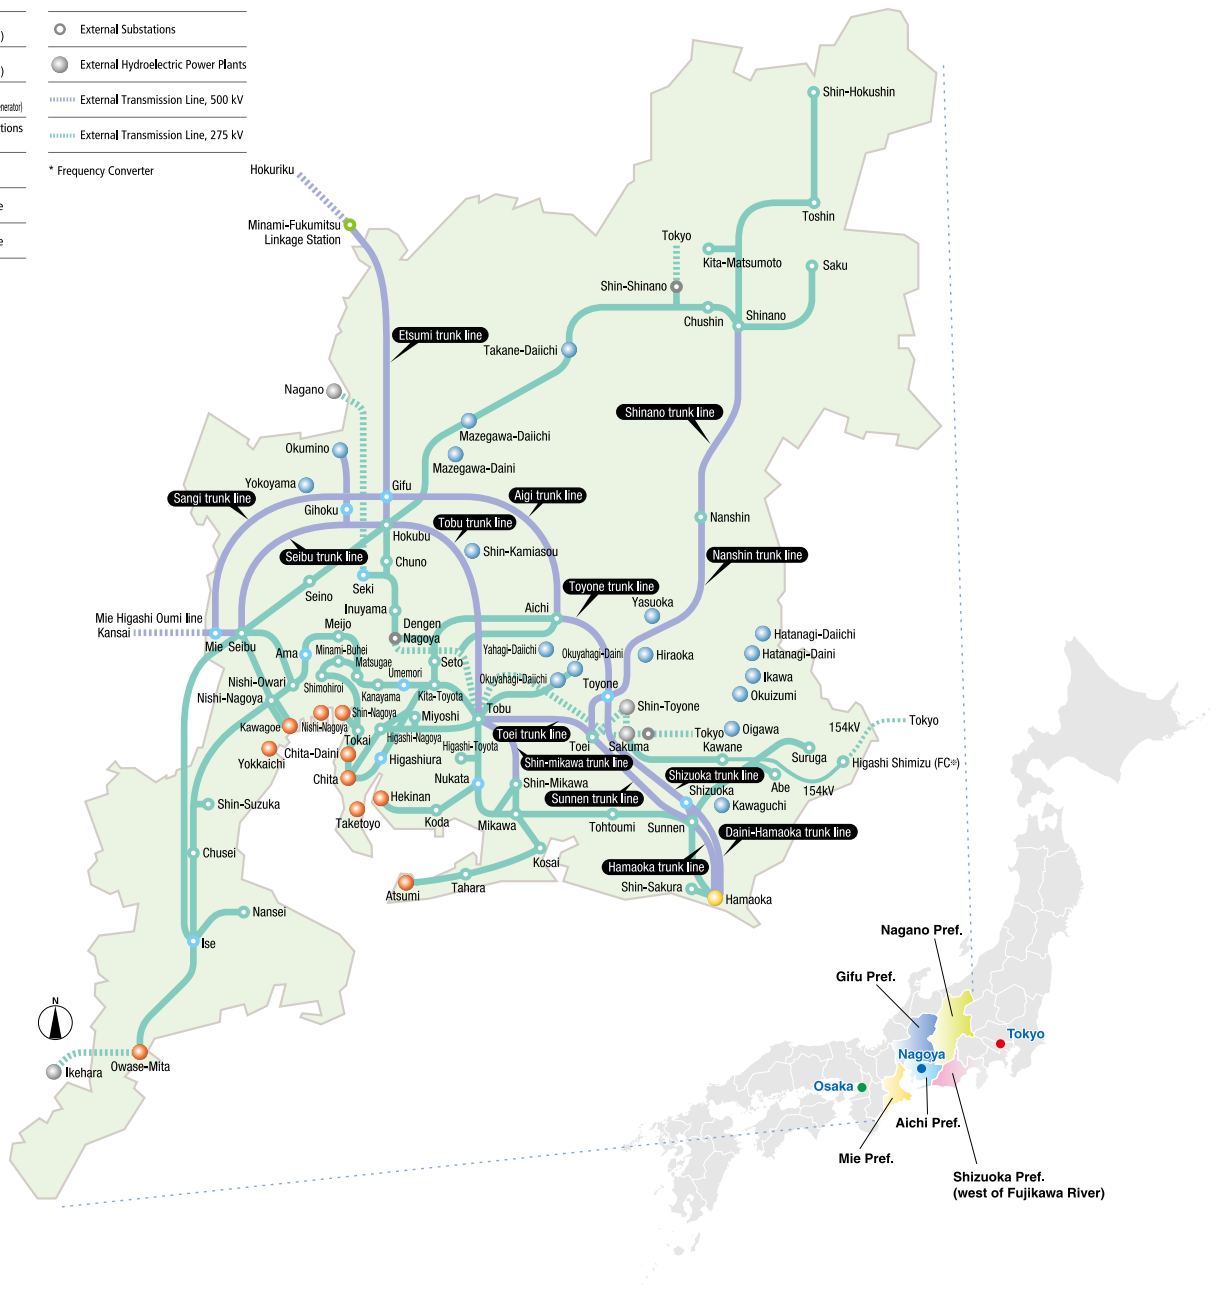 )
)
enerator)
tions
e
e
External Substations
External Hydroelectric Power Plants
External Transmission Line, 500 kV
External Transmission Line, 275 kV
* Frequency Converter
Hokuriku
Minami-Fukumitsu
Linkage Station
Shin-Hokushin
Toshin
Tokyo
Kita-Matsumoto
Saku
Shin-Shinano
Chushin
Shinano
Etsumi trunk line
Takane-Daiichi
Nagano
Shinano trunk line
Mazegawa-Daiichi
Okumino
Mazegawa-Daini
Yokoyama
Gifu
Sangi trunk line
Aigi trunk line
Gihoku
Tobu trunk line
Nanshin
Hokubu
Seibu trunk line
Shin-Kamiasou
Nanshin trunk line
Chuno
Seki
Seino
Toyone trunk line
Yasuoka
Inuyama
Aichi
Mie Higashi Oumi line
Kansai
Mie
Seibu
Meijo
Dengen
Nagoya
Hatanagi-Daiichi
Ama
Minami-Buhei
Yahagi-Daiichi
Okuyahagi-Daini
Hiraoka
Hatanagi-Daini
Matsugae
Seto
Umemori
Okuyahagi-Daiichi
Ikawa
Nishi-Owari
Shimohiroi
Kanayama
Kita-Toyota
Toyone
Okuizumi
Nishi-Nagoya
Kawagoe
Nishi-Nagoya
Shin-Nagoya
Miyoshi
Tobu
Shin-Toyone
Tokai
Higashi-Nagoya
Toei trunk line
Toei
Sakuma
Tokyo
Oigawa
154kV
Tokyo
Yokkaichi
Chita-Daini
Higashiura
Higashi-Toyota
Shin-mikawa trunk line
Kawane
Suruga
Higashi Shimizu (FC*)
Chita
Nukata
Shin-Mikawa
Shizuoka trunk line
Shizuoka
Abe
154kV
Hekinan
Sunnen trunk line
Kawaguchi
Shin-Suzuka
Taketoyo
Koda
Mikawa
Tohtoumi
Sunnen
Daini-Hamaoka trunk line
Chusei
Kosai
Hamaoka trunk line
Atsumi
Tahara
Shin-Sakura
Hamaoka
Nansei
Ise
N
Owase-Mita
Ikehara
Nagano Pref.
Gifu Pref.
Tokyo
Nagoya
Osaka
Aichi Pref.
Mie Pref.
Shizuoka Pref.
(west of Fujikawa River)